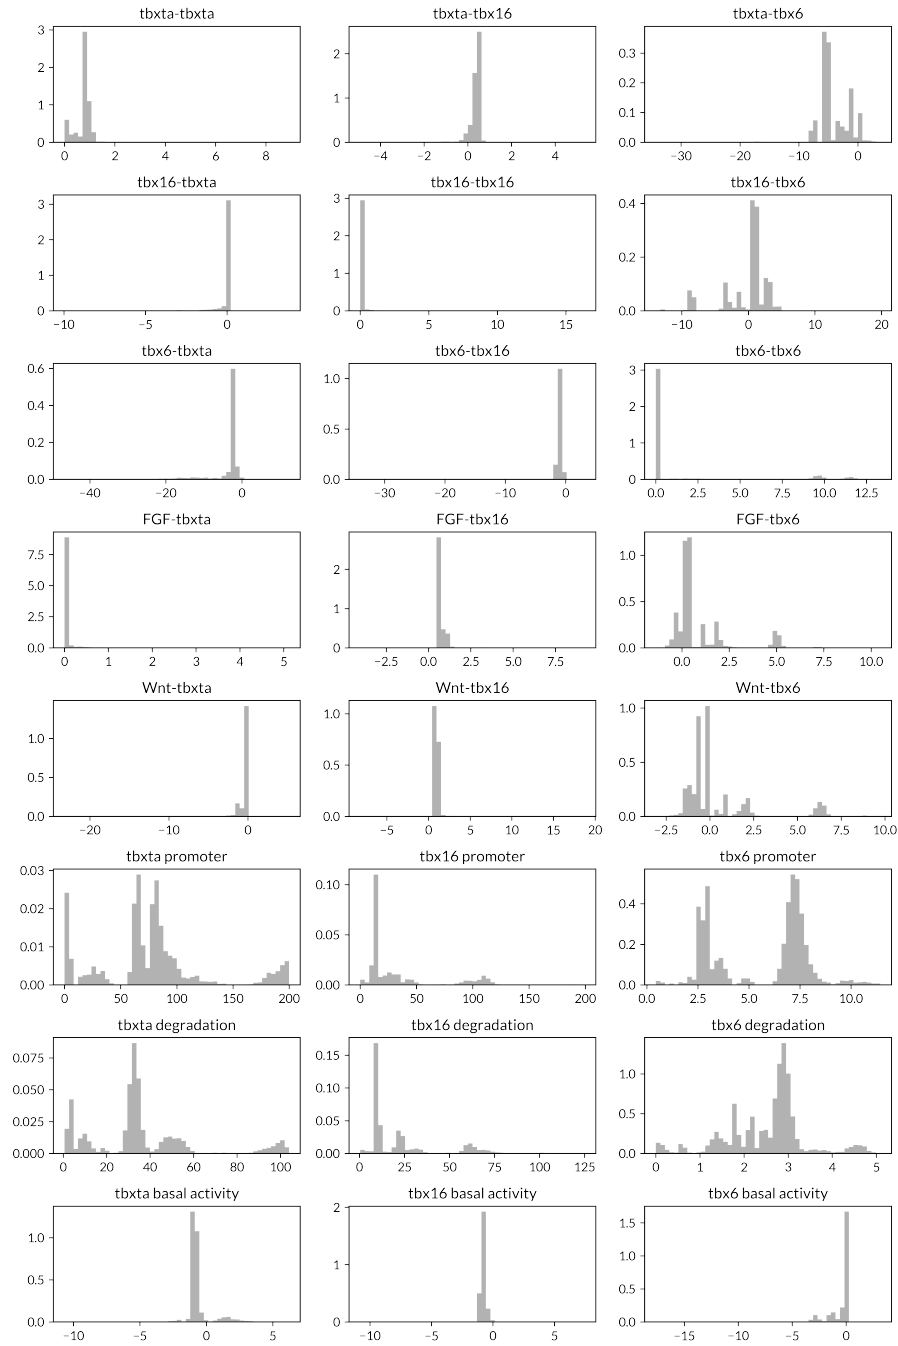 tbxta-tbxta tbxta-tbx16 tbxta-tbx6
3 2 1 0
2 1 0
0.3 0.2 0.1 0.0
0 2 4 6 8 −4 −2 0 2 4 −30 −20 −10 0
tbx16-tbxta tbx16-tbx16 tbx16-tbx6
3 2 1 0
3 2 1 0
0.4 0.2 0.0
−10 −5 0 0 5 10 15 −10 0 10 20
tbx6-tbxta tbx6-tbx16 tbx6-tbx6
0.6 0.4 0.2 0.0
1.0 0.5 0.0
3 2 1 0
−40 −20 0 −30 −20 −10 0 0.0 2.5 5.0 7.5 10.0 12.5
FGF-tbxta FGF-tbx16 FGF-tbx6
7.5 5.0 2.5 0.0
2 1 0
1.0 0.5 0.0
0 1 2 3 4 5 −2.5 0.0 2.5 5.0 7.5 0.0 2.5 5.0 7.5 10.0
Wnt-tbxta Wnt-tbx16 Wnt-tbx6
1.0 0.5 0.0
1.0 0.5 0.0
1.0 0.5 0.0
−20 −10 0 −5 0 5 10 15 20 −2.5 0.0 2.5 5.0 7.5 10.0
tbxta promoter tbx16 promoter tbx6 promoter
0.03 0.02 0.01 0.00
0.10 0.05 0.00
0.4 0.2 0.0
0 50 100 150 200 0 50 100 150 200 0.0 2.5 5.0 7.5 10.0
tbxta degradation tbx16 degradation tbx6 degradation
0.075 0.050 0.025 0.000
0.15 0.10 0.05 0.00
1.0 0.5 0.0
0 20 40 60 80 100 0 25 50 75 100 125 0 1 2 3 4 5
tbxta basal activity tbx16 basal activity tbx6 basal activity
1.0 0.5 0.0
2 1 0
1.5 1.0 0.5 0.0
−10 −5 0 5 −10 −5 0 5 −15 −10 −5 0